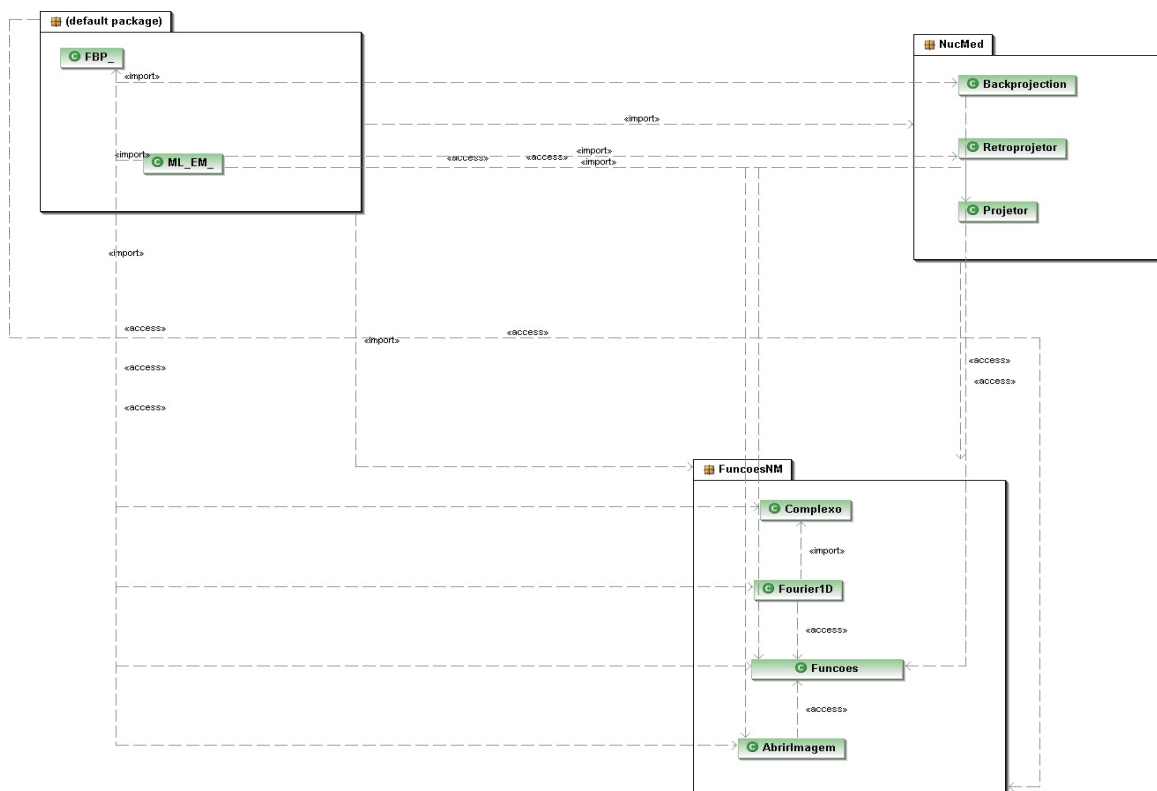 (default package)
FBP_
NucMed
«import»
Backprojection
«import»
«import»
ML_EM_
«access»
«access»
«import»
«import»
Retroprojetor
Projetor
«import»
«access»
«access»
«import»
«access»
«access»
«access»
«access»
FuncoesNM
Complexo
«import»
Fourier1D
«access»
Funcoes
«access»
AbrirImagem